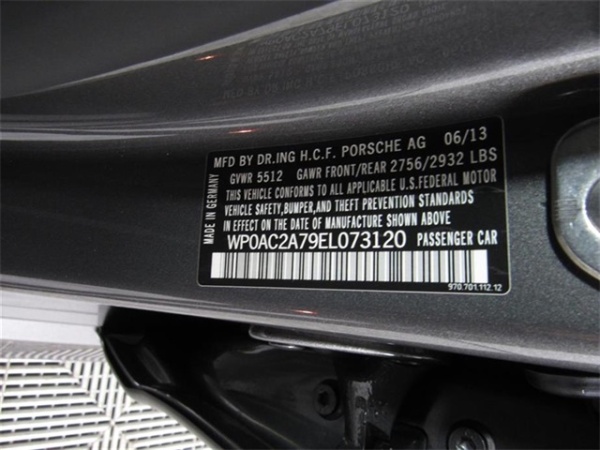 MFD BY DR.ING H.C.F. PORSCHE AG 06/13
GVWR 5512 GAWR FRONT/REAR 2756/2932 LBS
THIS VEHICLE CONFORMS TO ALL APPLICABLE U.S.FEDERAL MOTOR
VEHICLE SAFETY,BUMPER,AND THEFT PREVENTION STANDARDS
IN EFFECT ON THE DATE OF MANUFACTURE SHOWN ABOVE
WP0AC2A79EL073120 PASSENGER CAR
970.701.112.12
MADE IN GERMANY